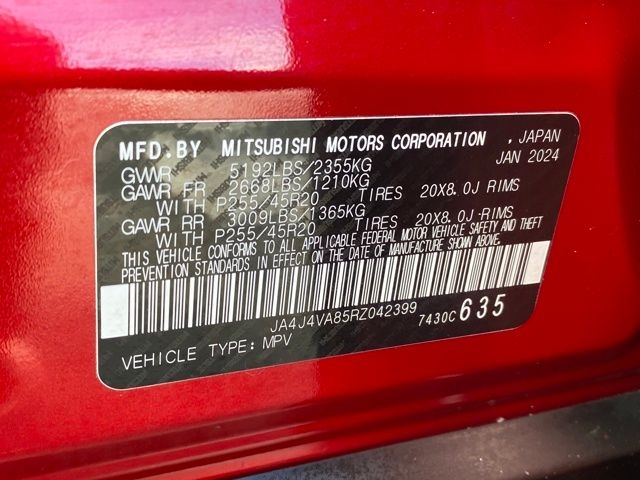 MFD.BY MITSUBISHI MOTORS CORPORATION , JAPAN
JAN 2024
GVWR 5192LBS/2355KG
GAWR FR 2668LBS/1210KG
WITH P255/45R20 TIRES 20X8.0J RIMS
GAWR RR 3009LBS/1365KG
WITH P255/45R20 TIRES 20X8.0J RIMS
THIS VEHICLE CONFORMS TO ALL APPLICABLE FEDERAL MOTOR VEHICLE SAFETY AND THEFT
PREVENTION STANDARDS IN EFFECT ON THE DATE OF MANUFACTURE SHOWN ABOVE.
JA4J4VA85RZ042399
7430C 635
VEHICLE TYPE: MPV